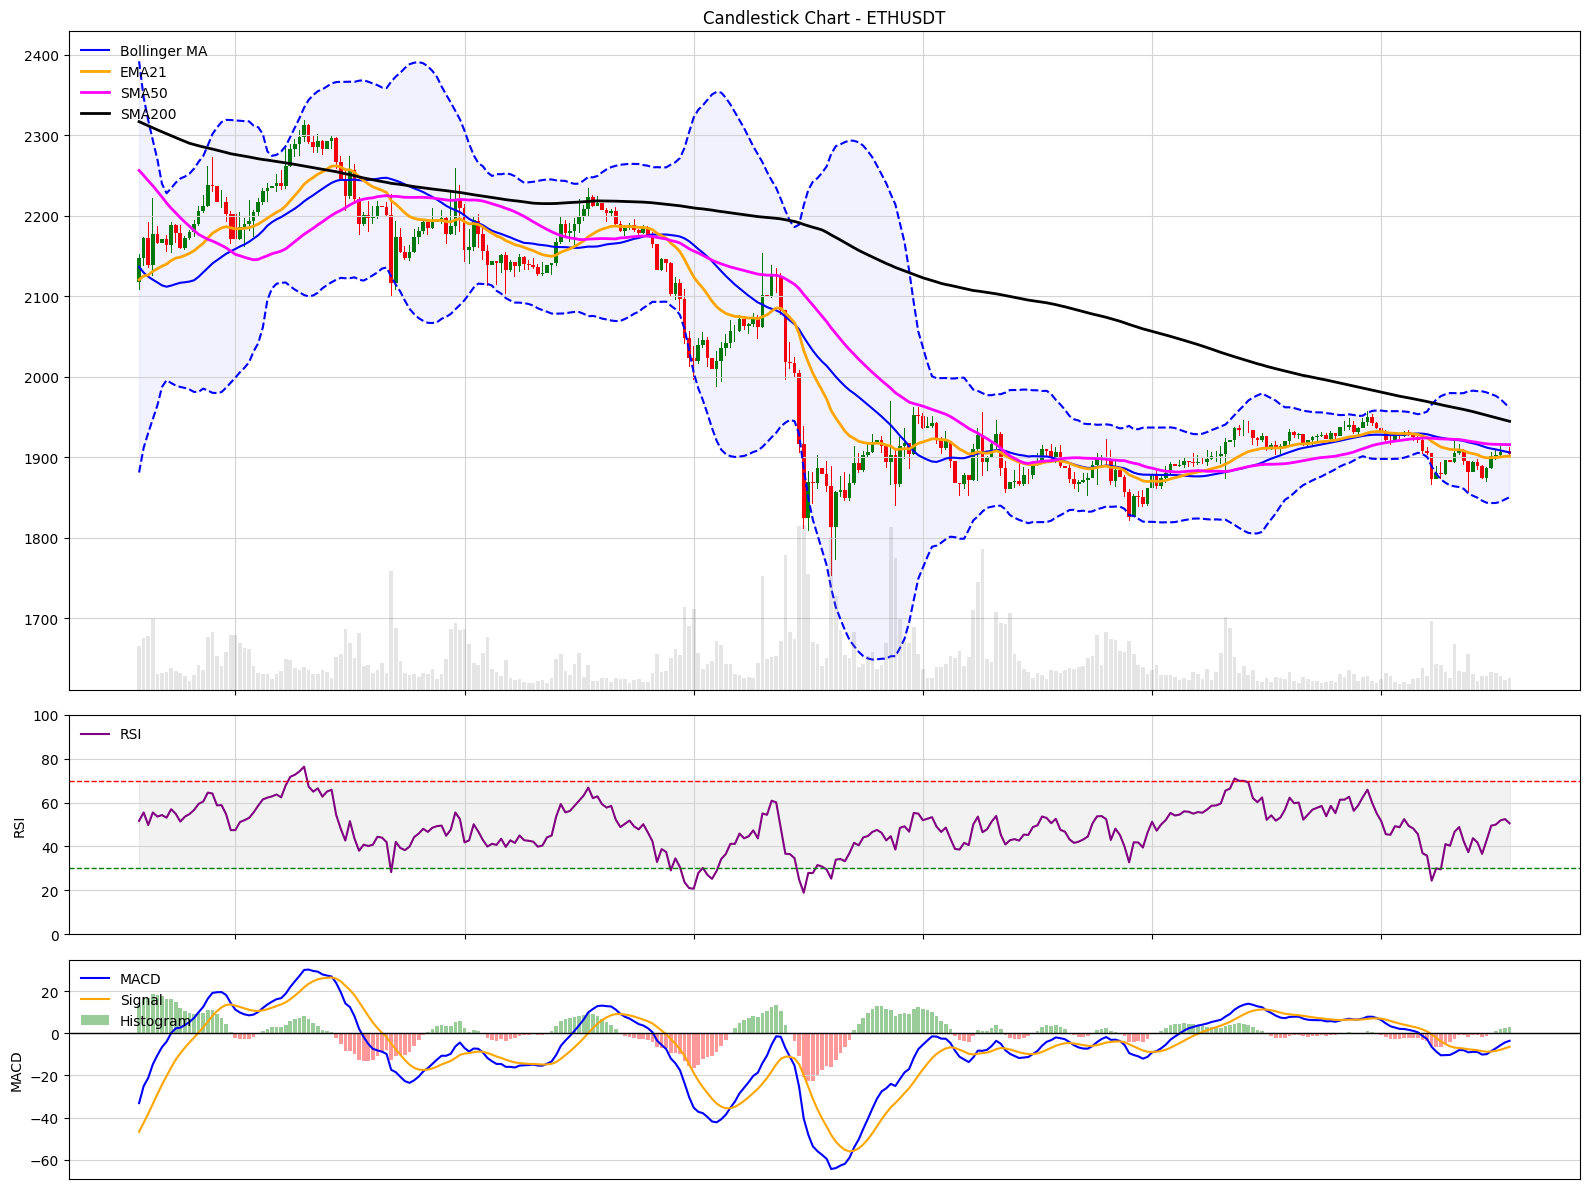 Candlestick Chart - ETHUSDT
Bollinger MA
EMA21
SMA50
SMA200
2400
2300
2200
2100
2000
1900
1800
1700
RSI
RSI
100
80
60
40
20
0
MACD
Signal
Histogram
MACD
20
0
−20
−40
−60